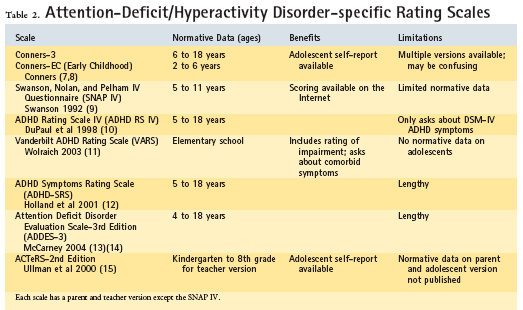 Table 2. Attention-Deficit/Hyperactivity Disorder-specific Rating Scales
Scale Normative Data (ages) Benefits Limitations
Conners-3 6 to 18 years Adolescent self-report Multiple versions available;
Conners-EC (Early Childhood) 2 to 6 years available may be confusing
Conners (7,8)
Swanson, Nolan, and Pelham IV 5 to 11 years Scoring available on the Limited normative data
Questionnaire (SNAP IV) Internet
Swanson 1992 (9)
ADHD Rating Scale IV (ADHD RS IV) 5 to 18 years Only asks about DSM-IV
DuPaul et al 1998 (10) ADHD symptoms
Vanderbilt ADHD Rating Scale (VARS) Elementary school Includes rating of No normative data on
Wolraich 2003 (11) impairment; asks adolescents
about comorbid
symptoms
ADHD Symptoms Rating Scale 5 to 18 years Lengthy
(ADHD-SRS)
Holland et al 2001 (12)
Attention Deficit Disorder 4 to 18 years Lengthy
Evaluation Scale-3rd Edition
(ADDES-3)
McCarney 2004 (13)(14)
ACTeRS-2nd Edition Kindergarten to 8th grade Adolescent self-report Normative data on parent
Ullman et al 2000 (15) for teacher version available and adolescent version
not published
Each scale has a parent and teacher version except the SNAP IV.